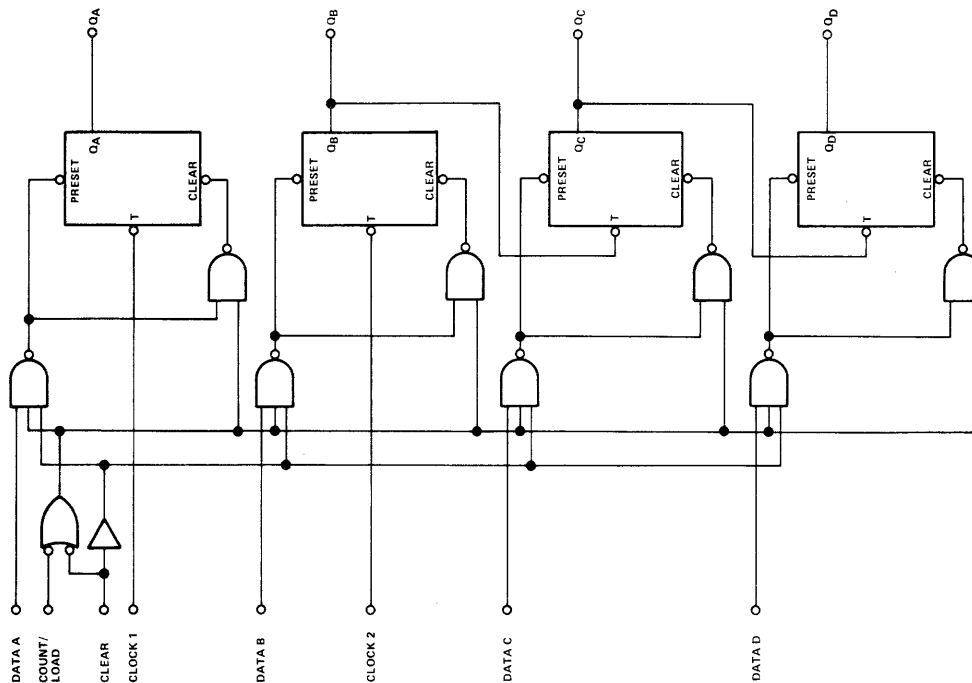 QA
QB
QC
QD
PRESET
QA
CLEAR
T
PRESET
QB
CLEAR
T
PRESET
QC
CLEAR
T
PRESET
QD
CLEAR
T
DATA A
COUNT/
LOAD
CLEAR
CLOCK 1
DATA B
CLOCK 2
DATA C
DATA D